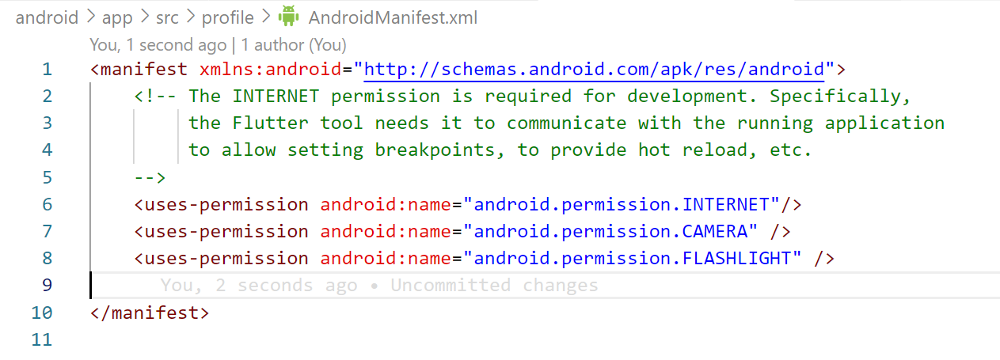 android > app > src > profile > AndroidManifest.xml
You, 1 second ago | 1 author (You)
1 <manifest xmlns:android="http://schemas.android.com/apk/res/android">
2 <!-- The INTERNET permission is required for development. Specifically,
3 the Flutter tool needs it to communicate with the running application
4 to allow setting breakpoints, to provide hot reload, etc.
5 -->
6 <uses-permission android:name="android.permission.INTERNET"/>
7 <uses-permission android:name="android.permission.CAMERA" />
8 <uses-permission android:name="android.permission.FLASHLIGHT" />
9 You, 2 seconds ago • Uncommitted changes
10 </manifest>
11